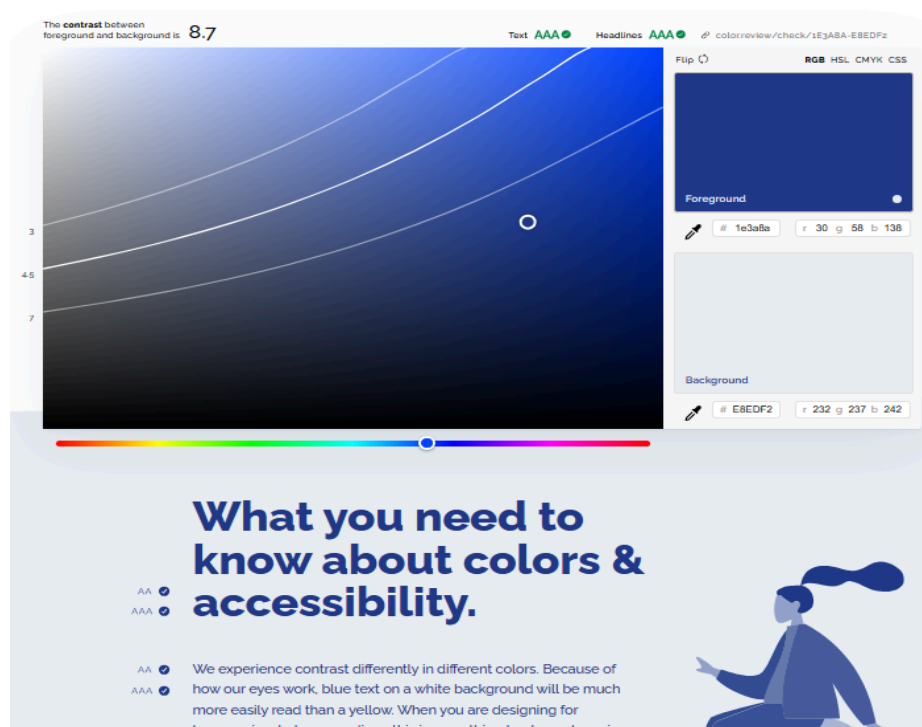 The contrast between
foreground and background is 8.7
Text AAA
Headlines AAA
color.review/check/1E3A8A-E8EDF2
Flip
RGB HSL CMYK CSS
3
4.5
7
Foreground
# 1e3a8a
r 30 g 58 b 138
Background
# E8EDF2
r 232 g 237 b 242
What you need to
know about colors &
accessibility.
AA
AAA
AA
AAA
We experience contrast differently in different colors. Because of
how our eyes work, blue text on a white background will be much
more easily read than a yellow. When you are designing for